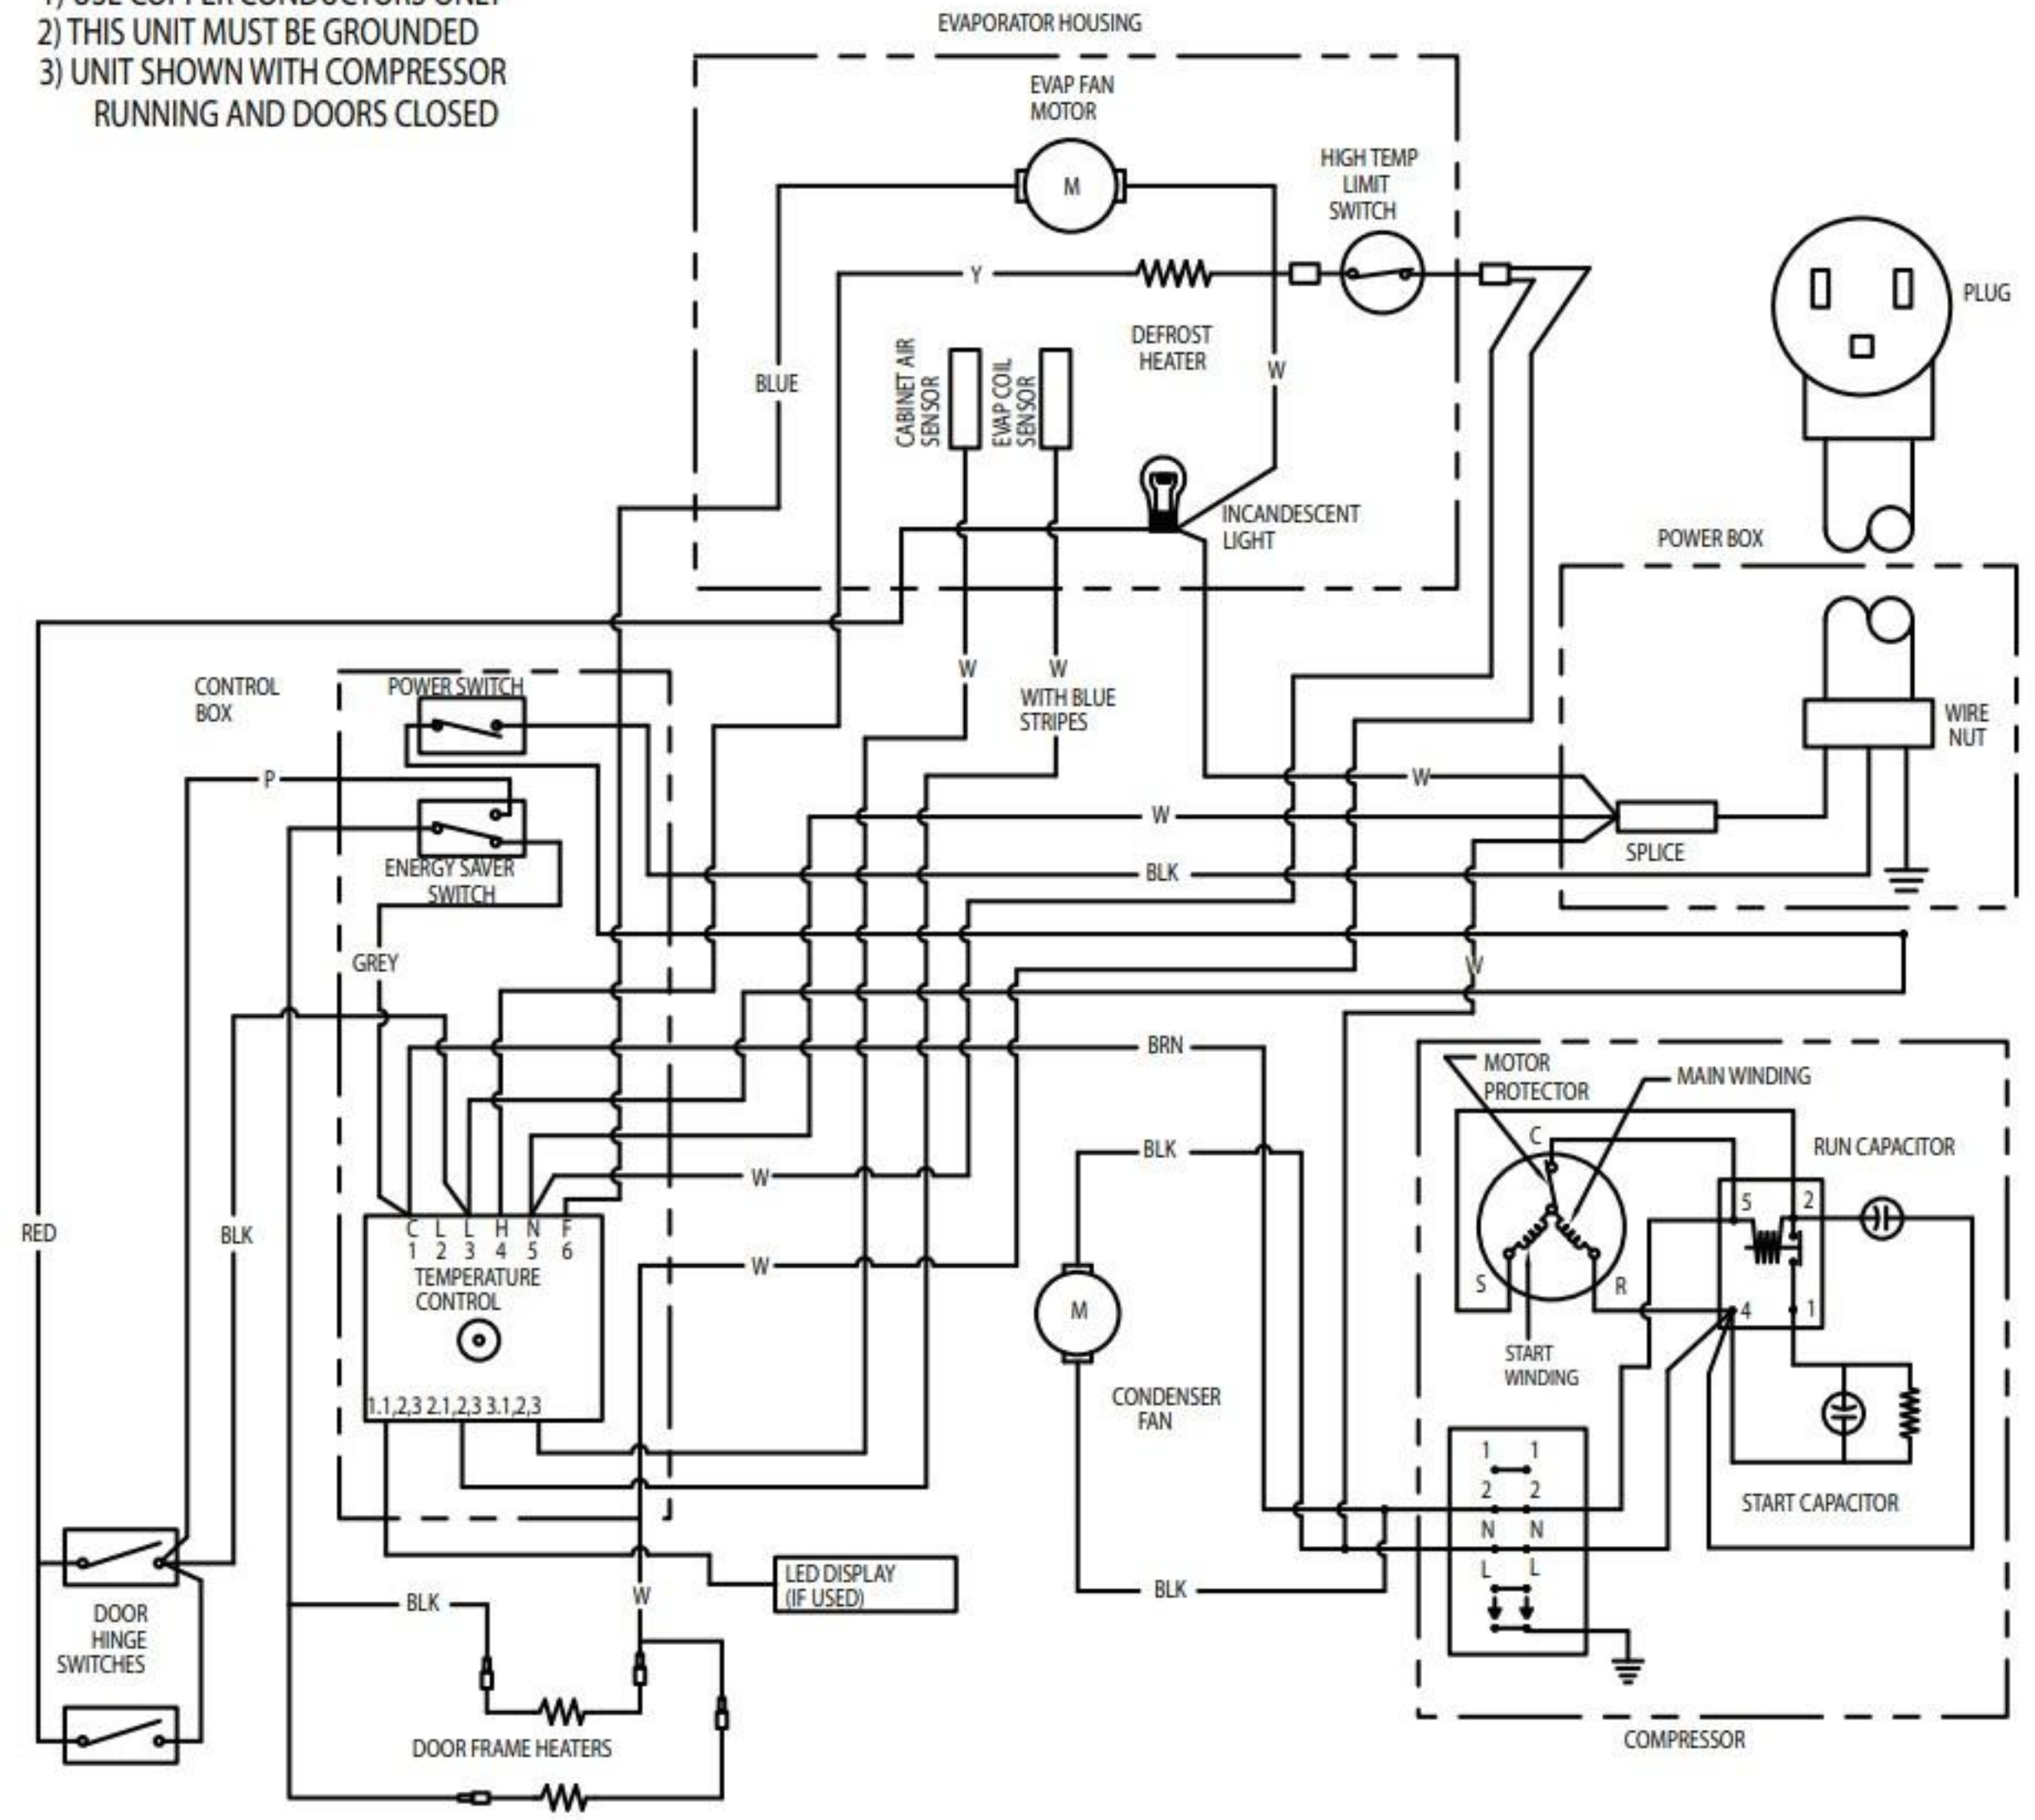 1) USE COPPER CONDUCTORS ONLY
2) THIS UNIT MUST BE GROUNDED
3) UNIT SHOWN WITH COMPRESSOR
RUNNING AND DOORS CLOSED
EVAPORATOR HOUSING
EVAP FAN
MOTOR
M
HIGH TEMP
LIMIT
SWITCH
Y
DEFROST
HEATER
BLUE
CABINET AIR
SENSOR
EVAP COIL
SENSOR
W
INCANDESCENT
LIGHT
PLUG
POWER BOX
WIRE
NUT
W
W
WITH BLUE
STRIPES
CONTROL
BOX
POWER SWITCH
P
ENERGY SAVER
SWITCH
GREY
W
W
SPLICE
BLK
W
BRN
BLK
W
W
RED
BLK
C L L H N F
1 2 3 4 5 6
TEMPERATURE
CONTROL
1.1,2,3 2.1,2,3 3.1,2,3
M
CONDENSER
FAN
BLK
MOTOR
PROTECTOR
MAIN WINDING
C
S
R
START
WINDING
RUN CAPACITOR
5 2
4 1
START CAPACITOR
1 1
2 2
N N
L L
COMPRESSOR
LED DISPLAY
(IF USED)
W
BLK
DOOR
HINGE
SWITCHES
DOOR FRAME HEATERS